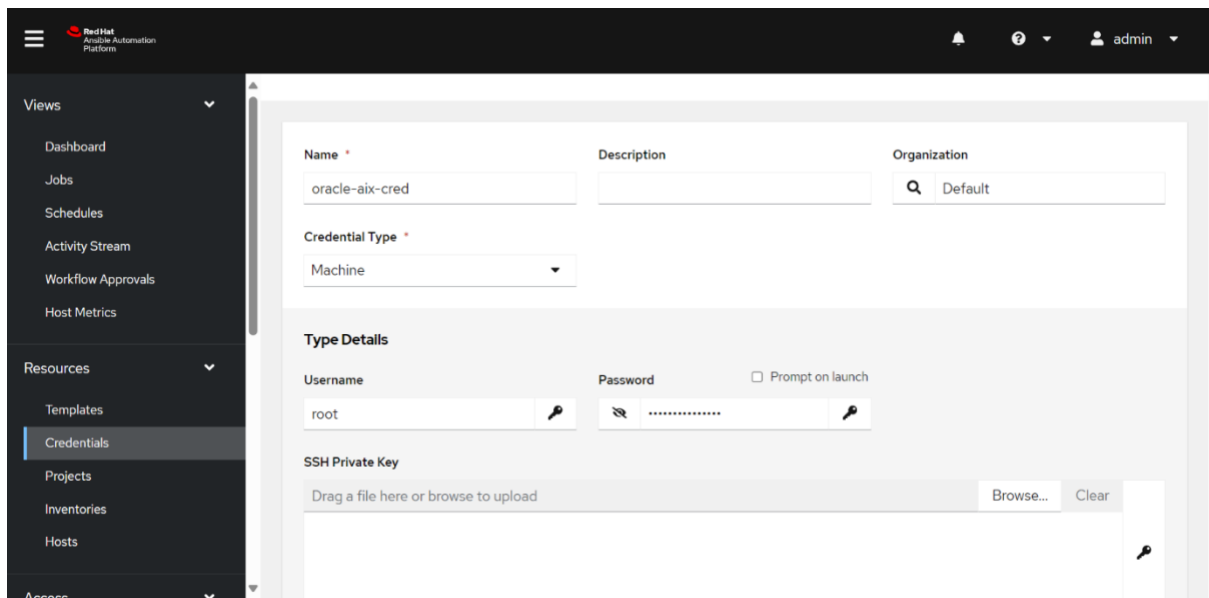 Red Hat
Ansible Automation
Platform
admin
Views
Dashboard
Jobs
Schedules
Activity Stream
Workflow Approvals
Host Metrics
Resources
Templates
Credentials
Projects
Inventories
Hosts
Access
Name *
Description
Organization
oracle-aix-cred
Default
Credential Type *
Machine
Type Details
Username
Password
Prompt on launch
root
•••••••••••••••
SSH Private Key
Drag a file here or browse to upload
Browse...
Clear